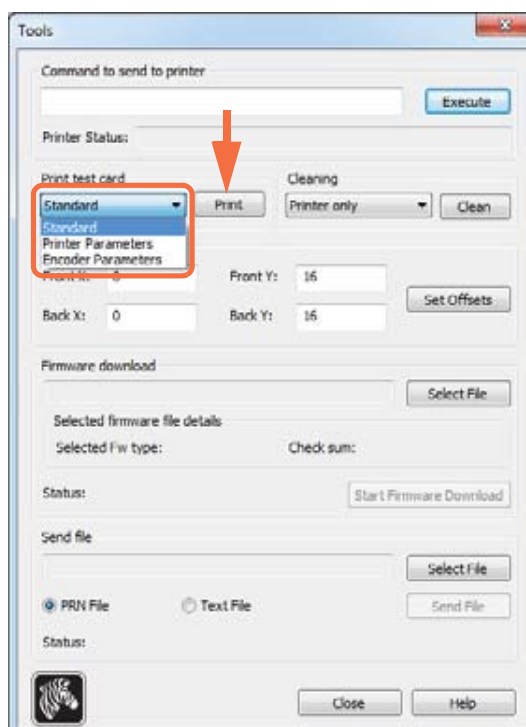 Tools
Command to send to printer
Execute
Printer Status:
Print test card
Cleaning
Standard
Print
Printer only
Clean
Standard
Printer Parameters
Encoder Parameters
0
Front Y:
16
Set Offsets
Back X:
0
Back Y:
16
Firmware download
Select File
Selected firmware file details
Selected Fw type:
Check sum:
Status:
Start Firmware Download
Send file
Select File
PRN File
Text File
Send File
Status:
Close
Help